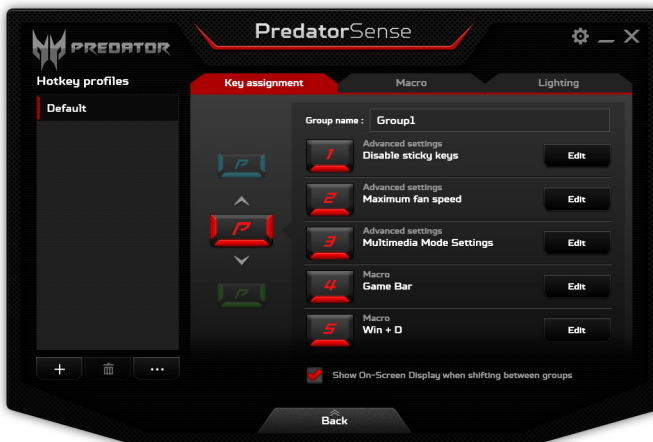 PREDATOR
PredatorSense
Hotkey profiles
Default
Key assignment
Macro
Lighting
Group name : Group1
1
Advanced settings
Disable sticky keys
Edit
2
Advanced settings
Maximum fan speed
Edit
3
Advanced settings
Multimedia Mode Settings
Edit
4
Macro
Game Bar
Edit
5
Macro
Win + D
Edit
P
P
P
Show On-Screen Display when shifting between groups
Back